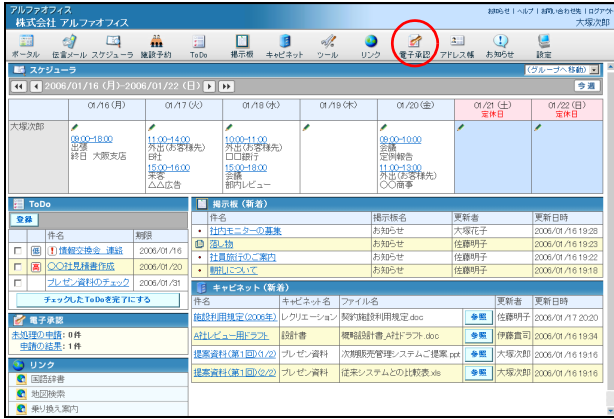 アルファオフィス
お知らせ｜ヘルプ｜お問い合わせ先｜ログアウト
株式会社 アルファオフィス
大塚次郎
ポータル 伝言メール スケジューラ 施設予約 ToDo 掲示板 キャビネット ツール リンク 電子承認 アドレス帳 お知らせ 設定
スケジューラ
(グループへ移動)
2006/01/16 (月)-2006/01/22 (日)
今週
01/16(月) 01/17(火) 01/18(水) 01/19(木) 01/20(金) 01/21 (土) 01/22(日)
定休日 定休日
大塚次郎
09:00-18:00
出張
終日 大阪支店
11:00-14:00
外出(お客様先)
B社
15:00-16:00
来客
△△広告
10:00-11:00
外出(お客様先)
□□銀行
15:00-18:00
会議
部内レビュー
09:00-10:00
会議
定例報告
11:00-13:00
外出(お客様先)
○○商事
ToDo
登録
件名 期限
低 情報交換会 連絡 2006/01/16
高 ○○社見積書作成 2006/01/20
プレゼン資料のチェック 2006/01/31
チェックしたToDoを完了にする
電子承認
未処理の申請：0件
申請の結果：1件
リンク
国語辞書
地図検索
乗り換え案内
掲示板（新着）
件名 掲示板名 更新者 更新日時
社内モニターの募集 お知らせ 大塚花子 2006/01/16 19:28
落し物 お知らせ 佐藤明子 2006/01/16 19:23
社員旅行のご案内 お知らせ 佐藤明子 2006/01/16 19:22
朝礼について お知らせ 佐藤明子 2006/01/16 19:18
キャビネット（新着）
件名 キャビネット名 ファイル名 更新者 更新日時
施設利用規定(2006年) レクリエーション 契約施設利用規定.doc 参照 佐藤明子 2006/01/17 20:20
A社レビュー用ドラフト 設計書 概略設計書_A社ドラフト.doc 参照 伊藤貴司 2006/01/16 19:34
提案資料(第1回)(1/2) プレゼン資料 次期販売管理システムご提案.ppt 参照 大塚次郎 2006/01/16 19:16
提案資料(第1回)(2/2) プレゼン資料 従来システムとの比較表.xls 参照 大塚次郎 2006/01/16 19:16